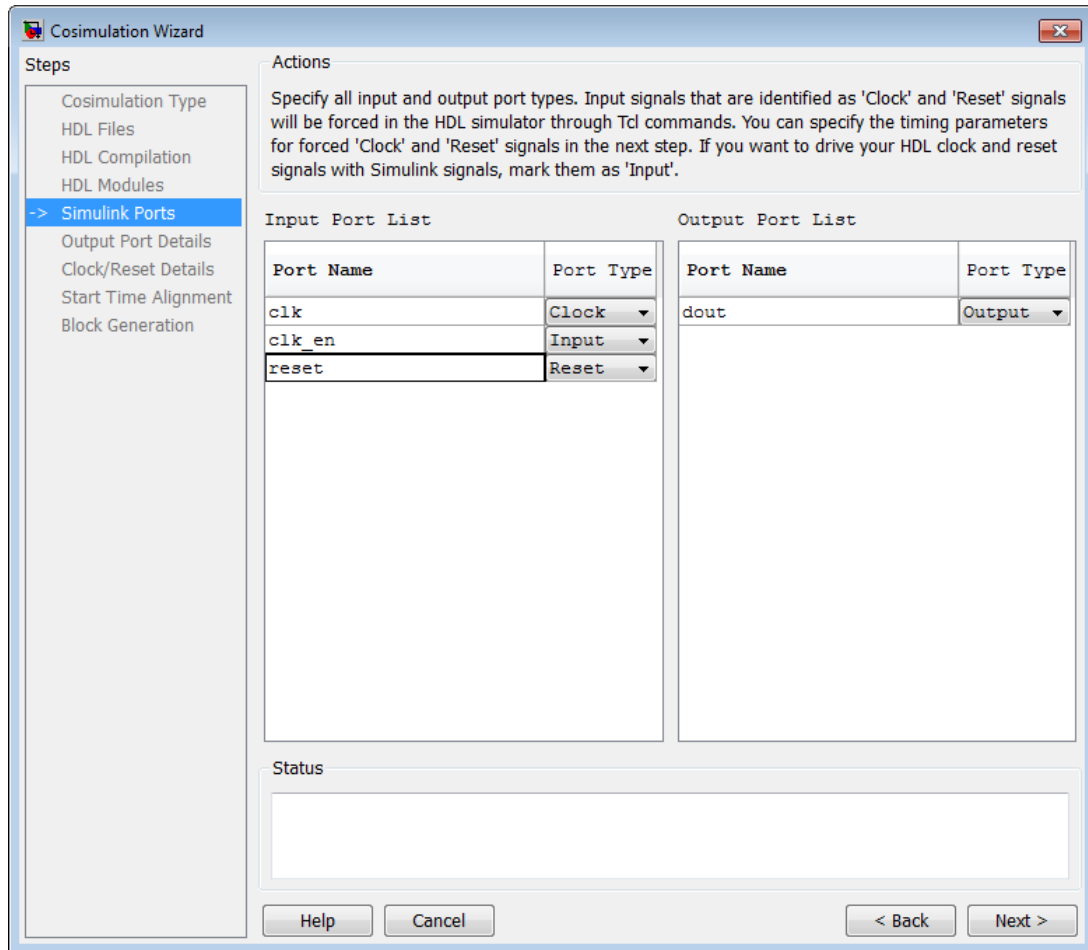 Cosimulation Wizard
Steps
Cosimulation Type
HDL Files
HDL Compilation
HDL Modules
-> Simulink Ports
Output Port Details
Clock/Reset Details
Start Time Alignment
Block Generation
Actions
Specify all input and output port types. Input signals that are identified as 'Clock' and 'Reset' signals
will be forced in the HDL simulator through Tcl commands. You can specify the timing parameters
for forced 'Clock' and 'Reset' signals in the next step. If you want to drive your HDL clock and reset
signals with Simulink signals, mark them as 'Input'.
Input Port List
Port Name Port Type
clk Clock
clk_en Input
reset Reset
Output Port List
Port Name Port Type
dout Output
Status
Help Cancel < Back Next >